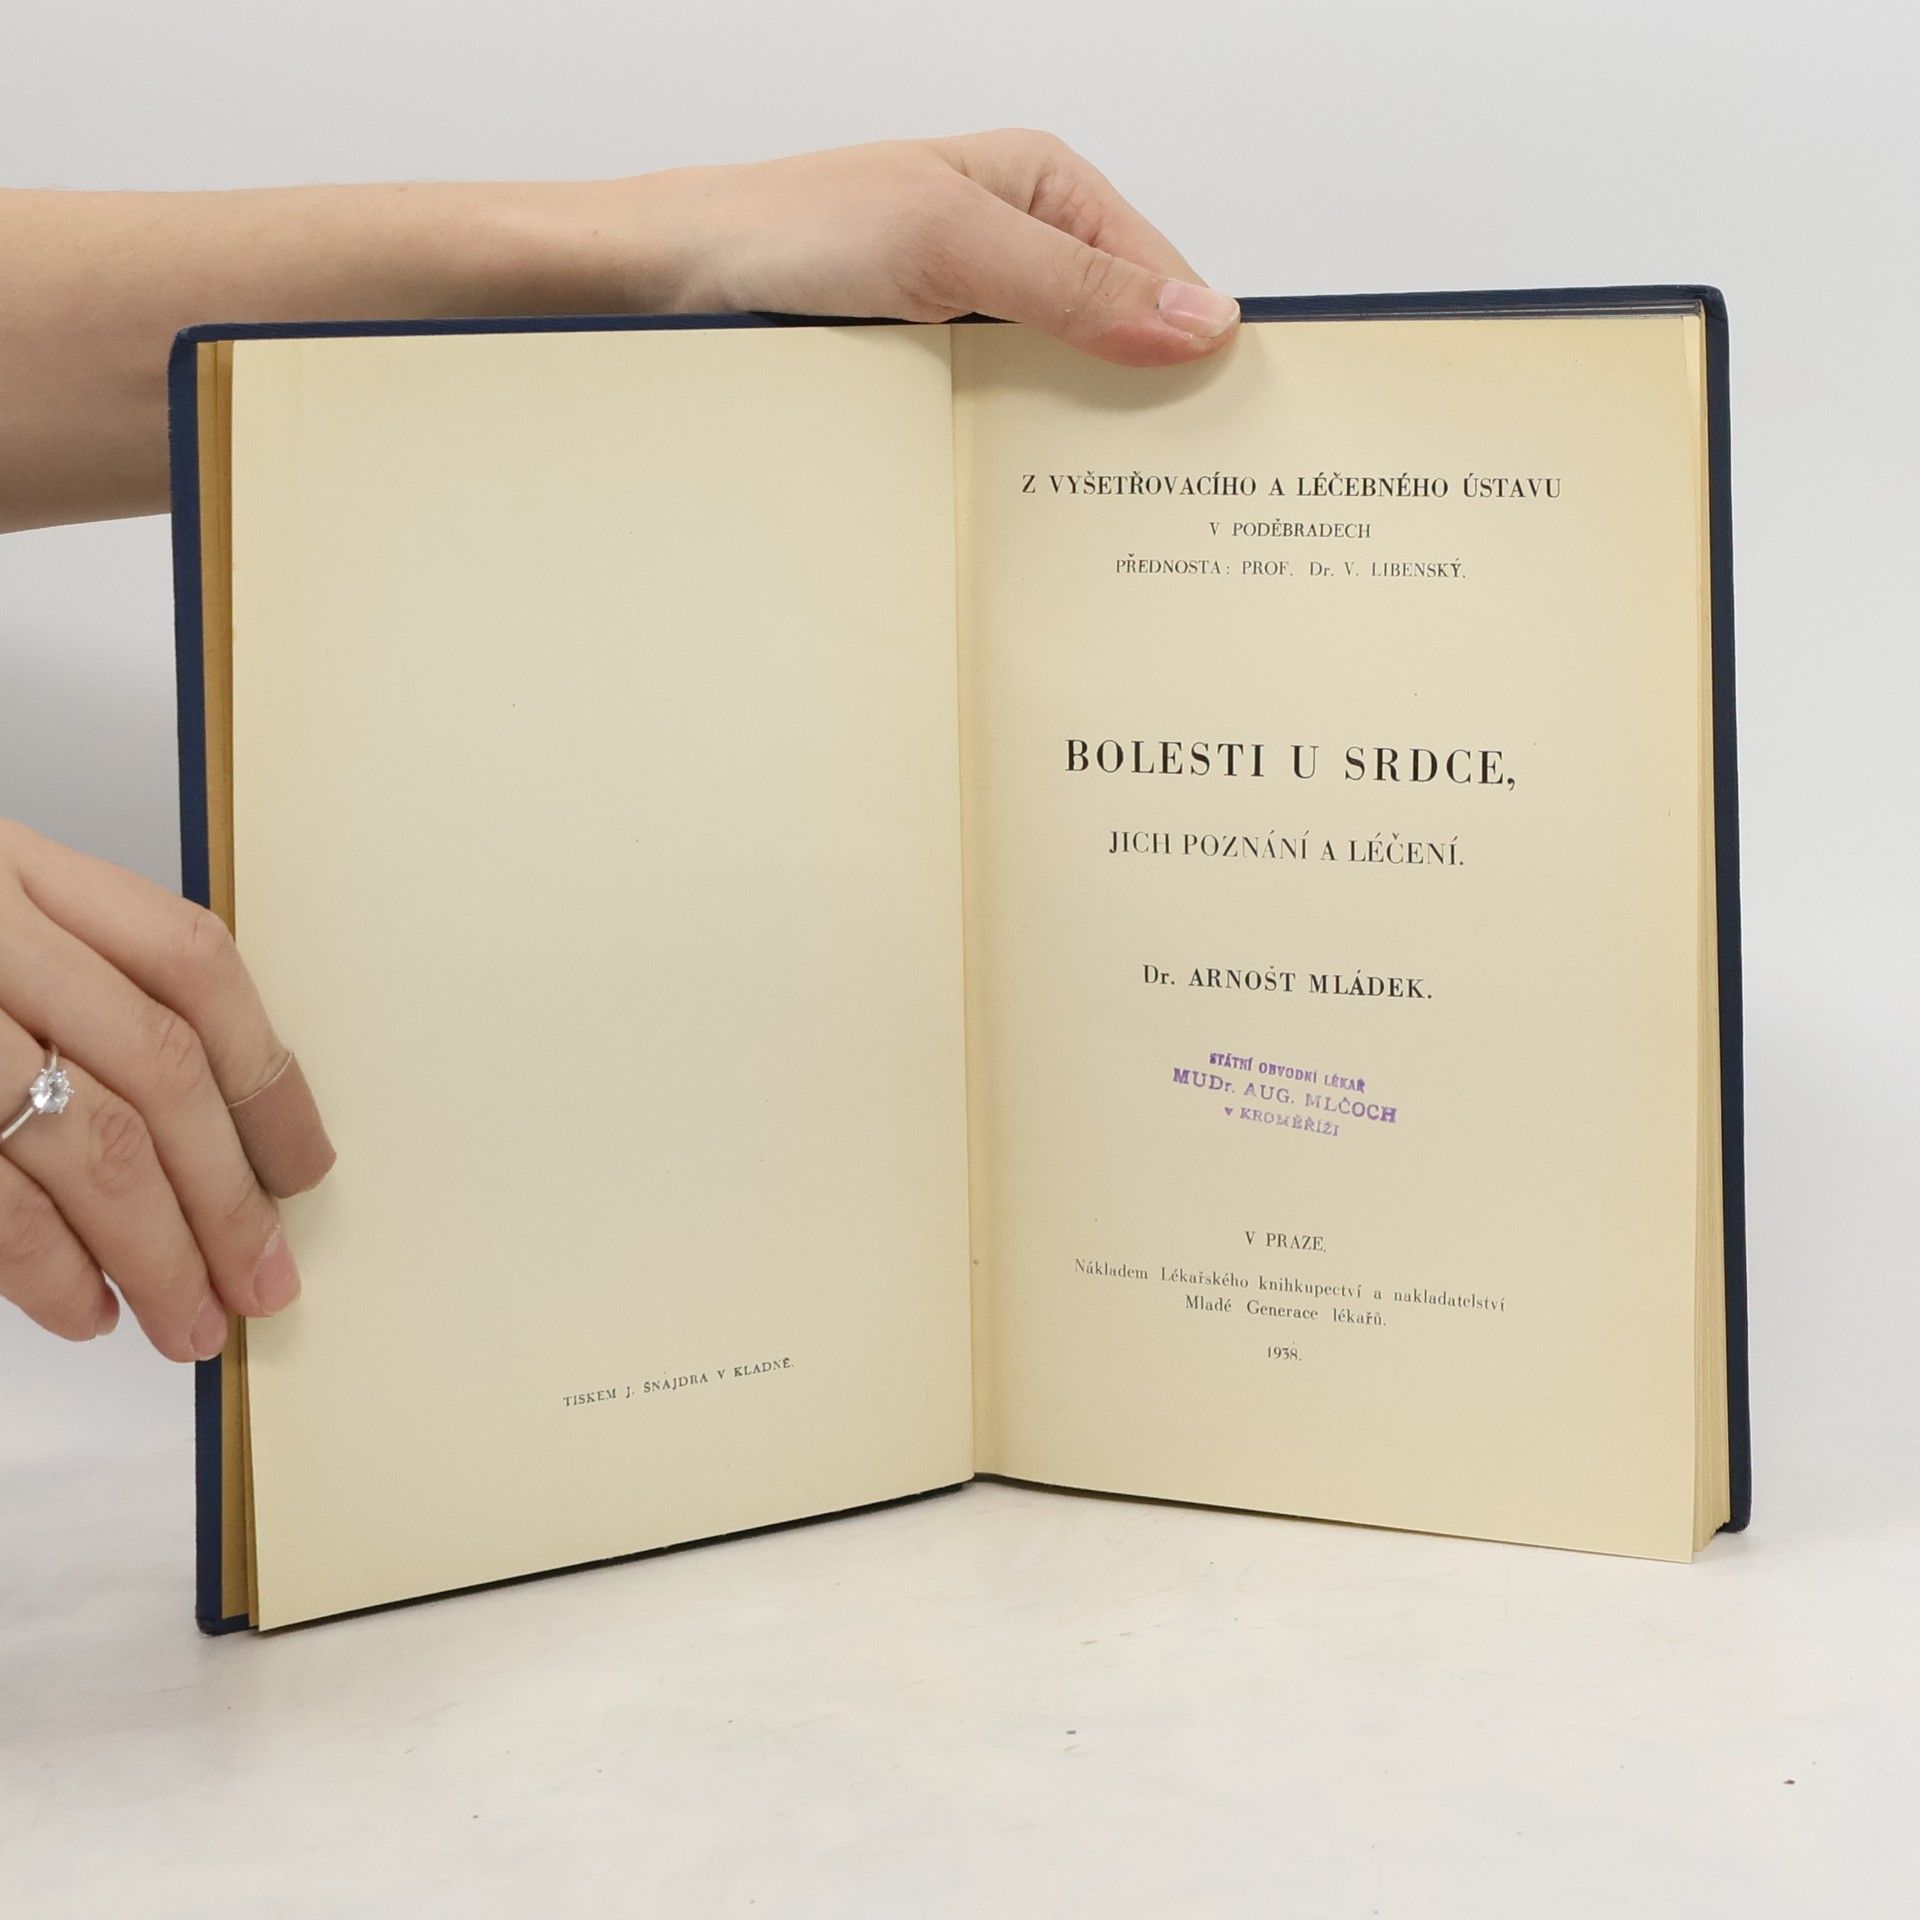 TISKEM J. ŠNAJDRA V KLADNĚ.
Z VYŠETŘOVACÍHO A LÉČEBNÉHO ÚSTAVU
V PODĚBRADECH
PŘEDNOSTA: PROF. Dr. V. LIBENSKÝ.
BOLESTI U SRDCE,
JICH POZNÁNÍ A LÉČENÍ.
Dr. ARNOŠT MLÁDEK.
STÁTNÍ OBVODNÍ LÉKAŘ
MUDr. AUG. MLČOCH
v KROMĚŘÍŽI
V PRAZE.
Nákladem Lékařského knihkupectví a nakladatelství
Mladé Generace lékařů.
1938.